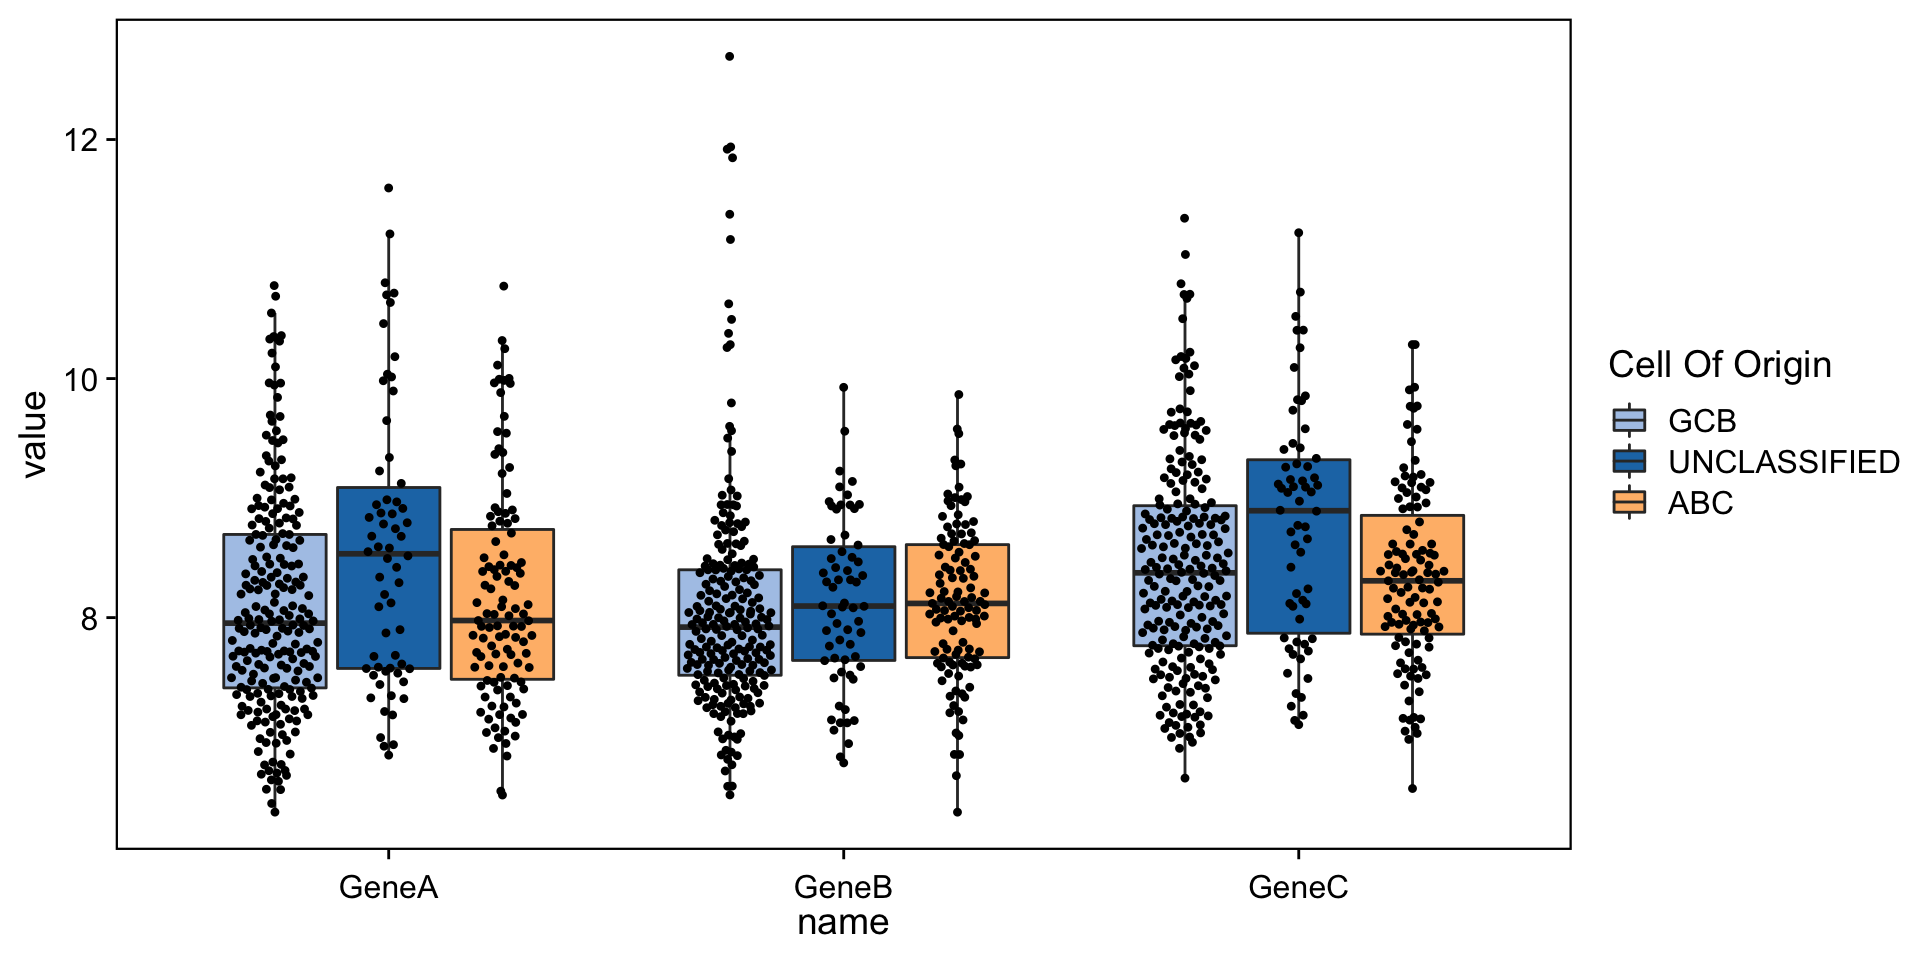 12
10
8
value
GeneA
GeneB
GeneC
name
Cell Of Origin
GCB
UNCLASSIFIED
ABC